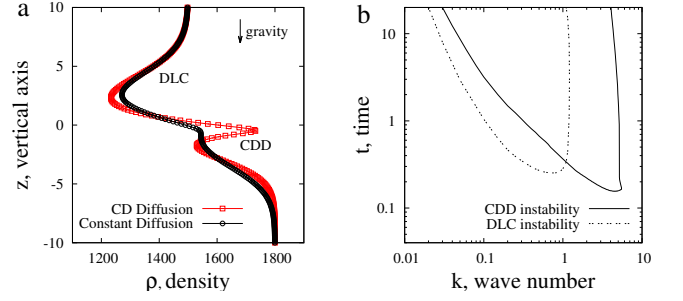 a
10
5
0
-5
-10
z, vertical axis
gravity
DLC
CDD
CD Diffusion
Constant Diffusion
1200
1400
1600
1800
ρ, density
b
10
1
0.1
t, time
CDD instability
DLC instability
0.01
0.1
1
10
k, wave number